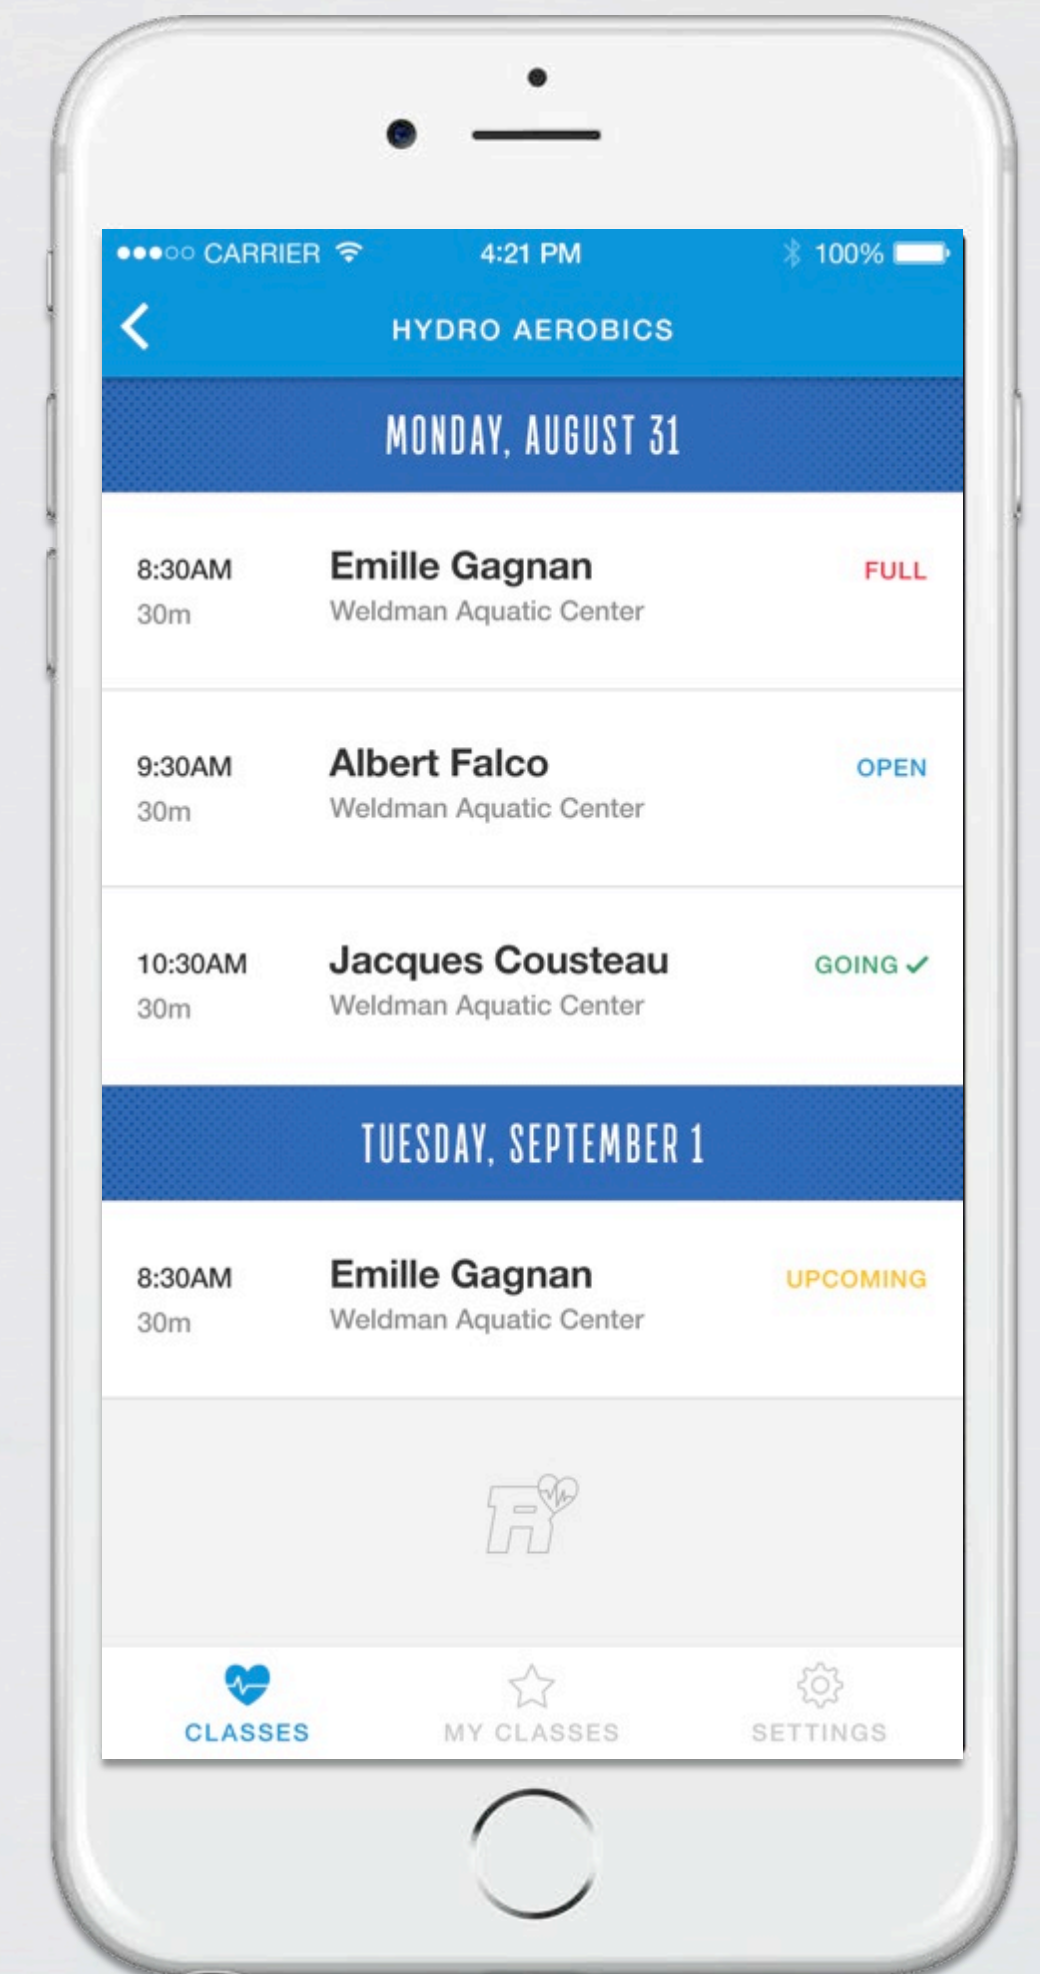 CARRIER 4:21 PM 100%
HYDRO AEROBICS
MONDAY, AUGUST 31
8:30AM Emille Gagnan FULL
30m Weldman Aquatic Center
9:30AM Albert Falco OPEN
30m Weldman Aquatic Center
10:30AM Jacques Cousteau GOING
30m Weldman Aquatic Center
TUESDAY, SEPTEMBER 1
8:30AM Emille Gagnan UPCOMING
30m Weldman Aquatic Center
R
CLASSES MY CLASSES SETTINGS